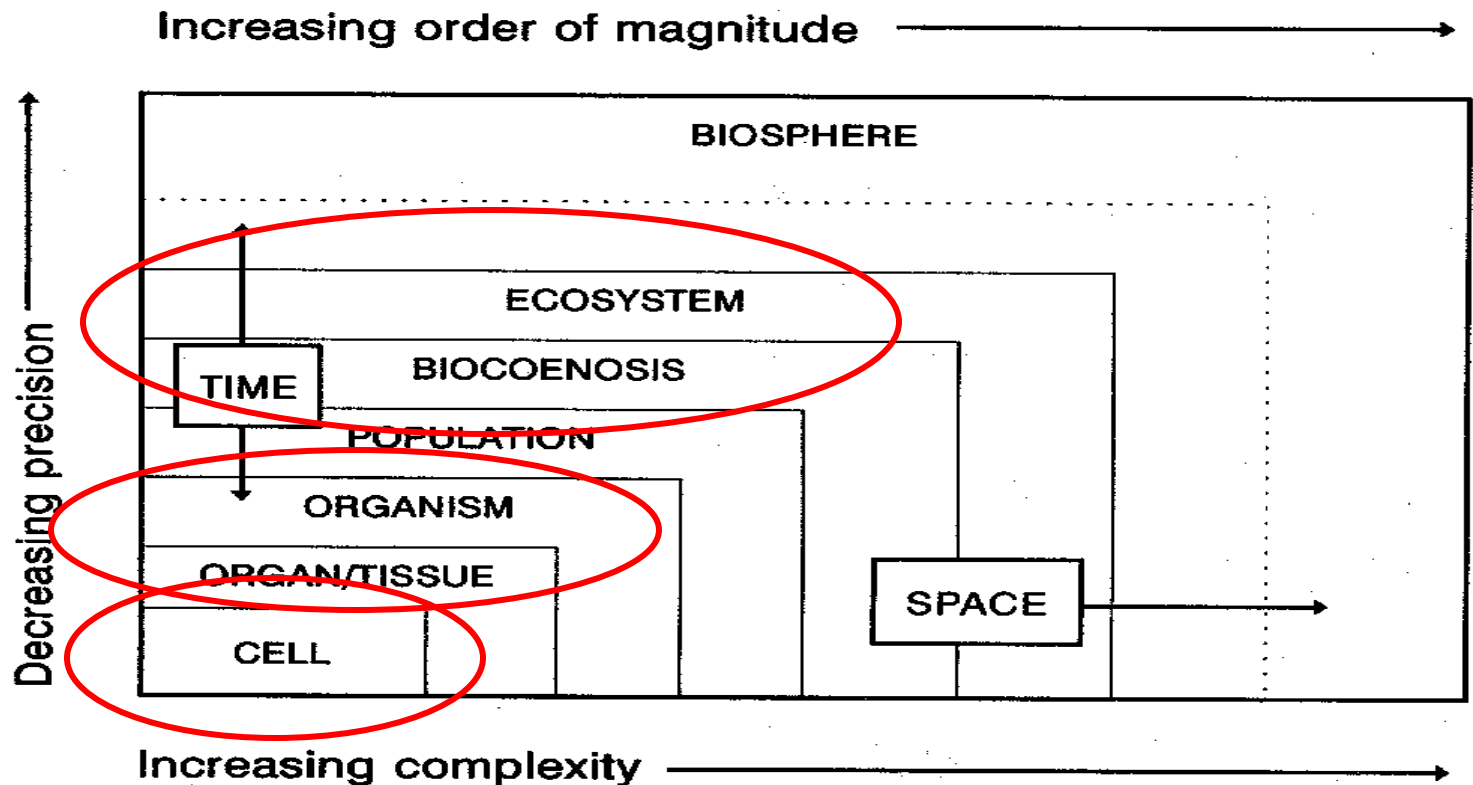 Increasing order of magnitude
Decreasing precision
BIOSPHERE
ECOSYSTEM
BIOCOENOSIS
TIME
POPULATION
ORGANISM
ORGAN/TISSUE
SPACE
CELL
Increasing complexity